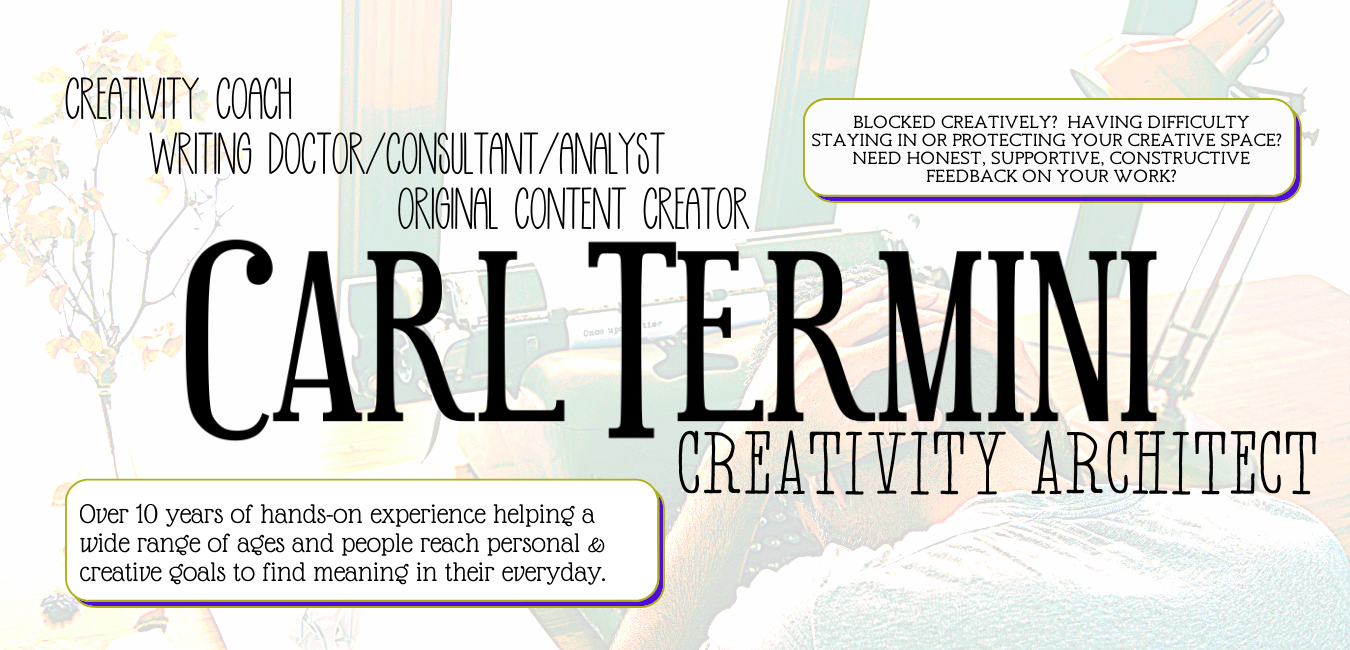 CREATIVITY COACH
WRITING DOCTOR/CONSULTANT/ANALYST
ORIGINAL CONTENT CREATOR
BLOCKED CREATIVELY? HAVING DIFFICULTY
STAYING IN OR PROTECTING YOUR CREATIVE SPACE?
NEED HONEST, SUPPORTIVE, CONSTRUCTIVE
FEEDBACK ON YOUR WORK?
CARL TERMINI
Once upon
CREATIVITY ARCHITECT
Over 10 years of hands-on experience helping a
wide range of ages and people reach personal &
creative goals to find meaning in their everyday.